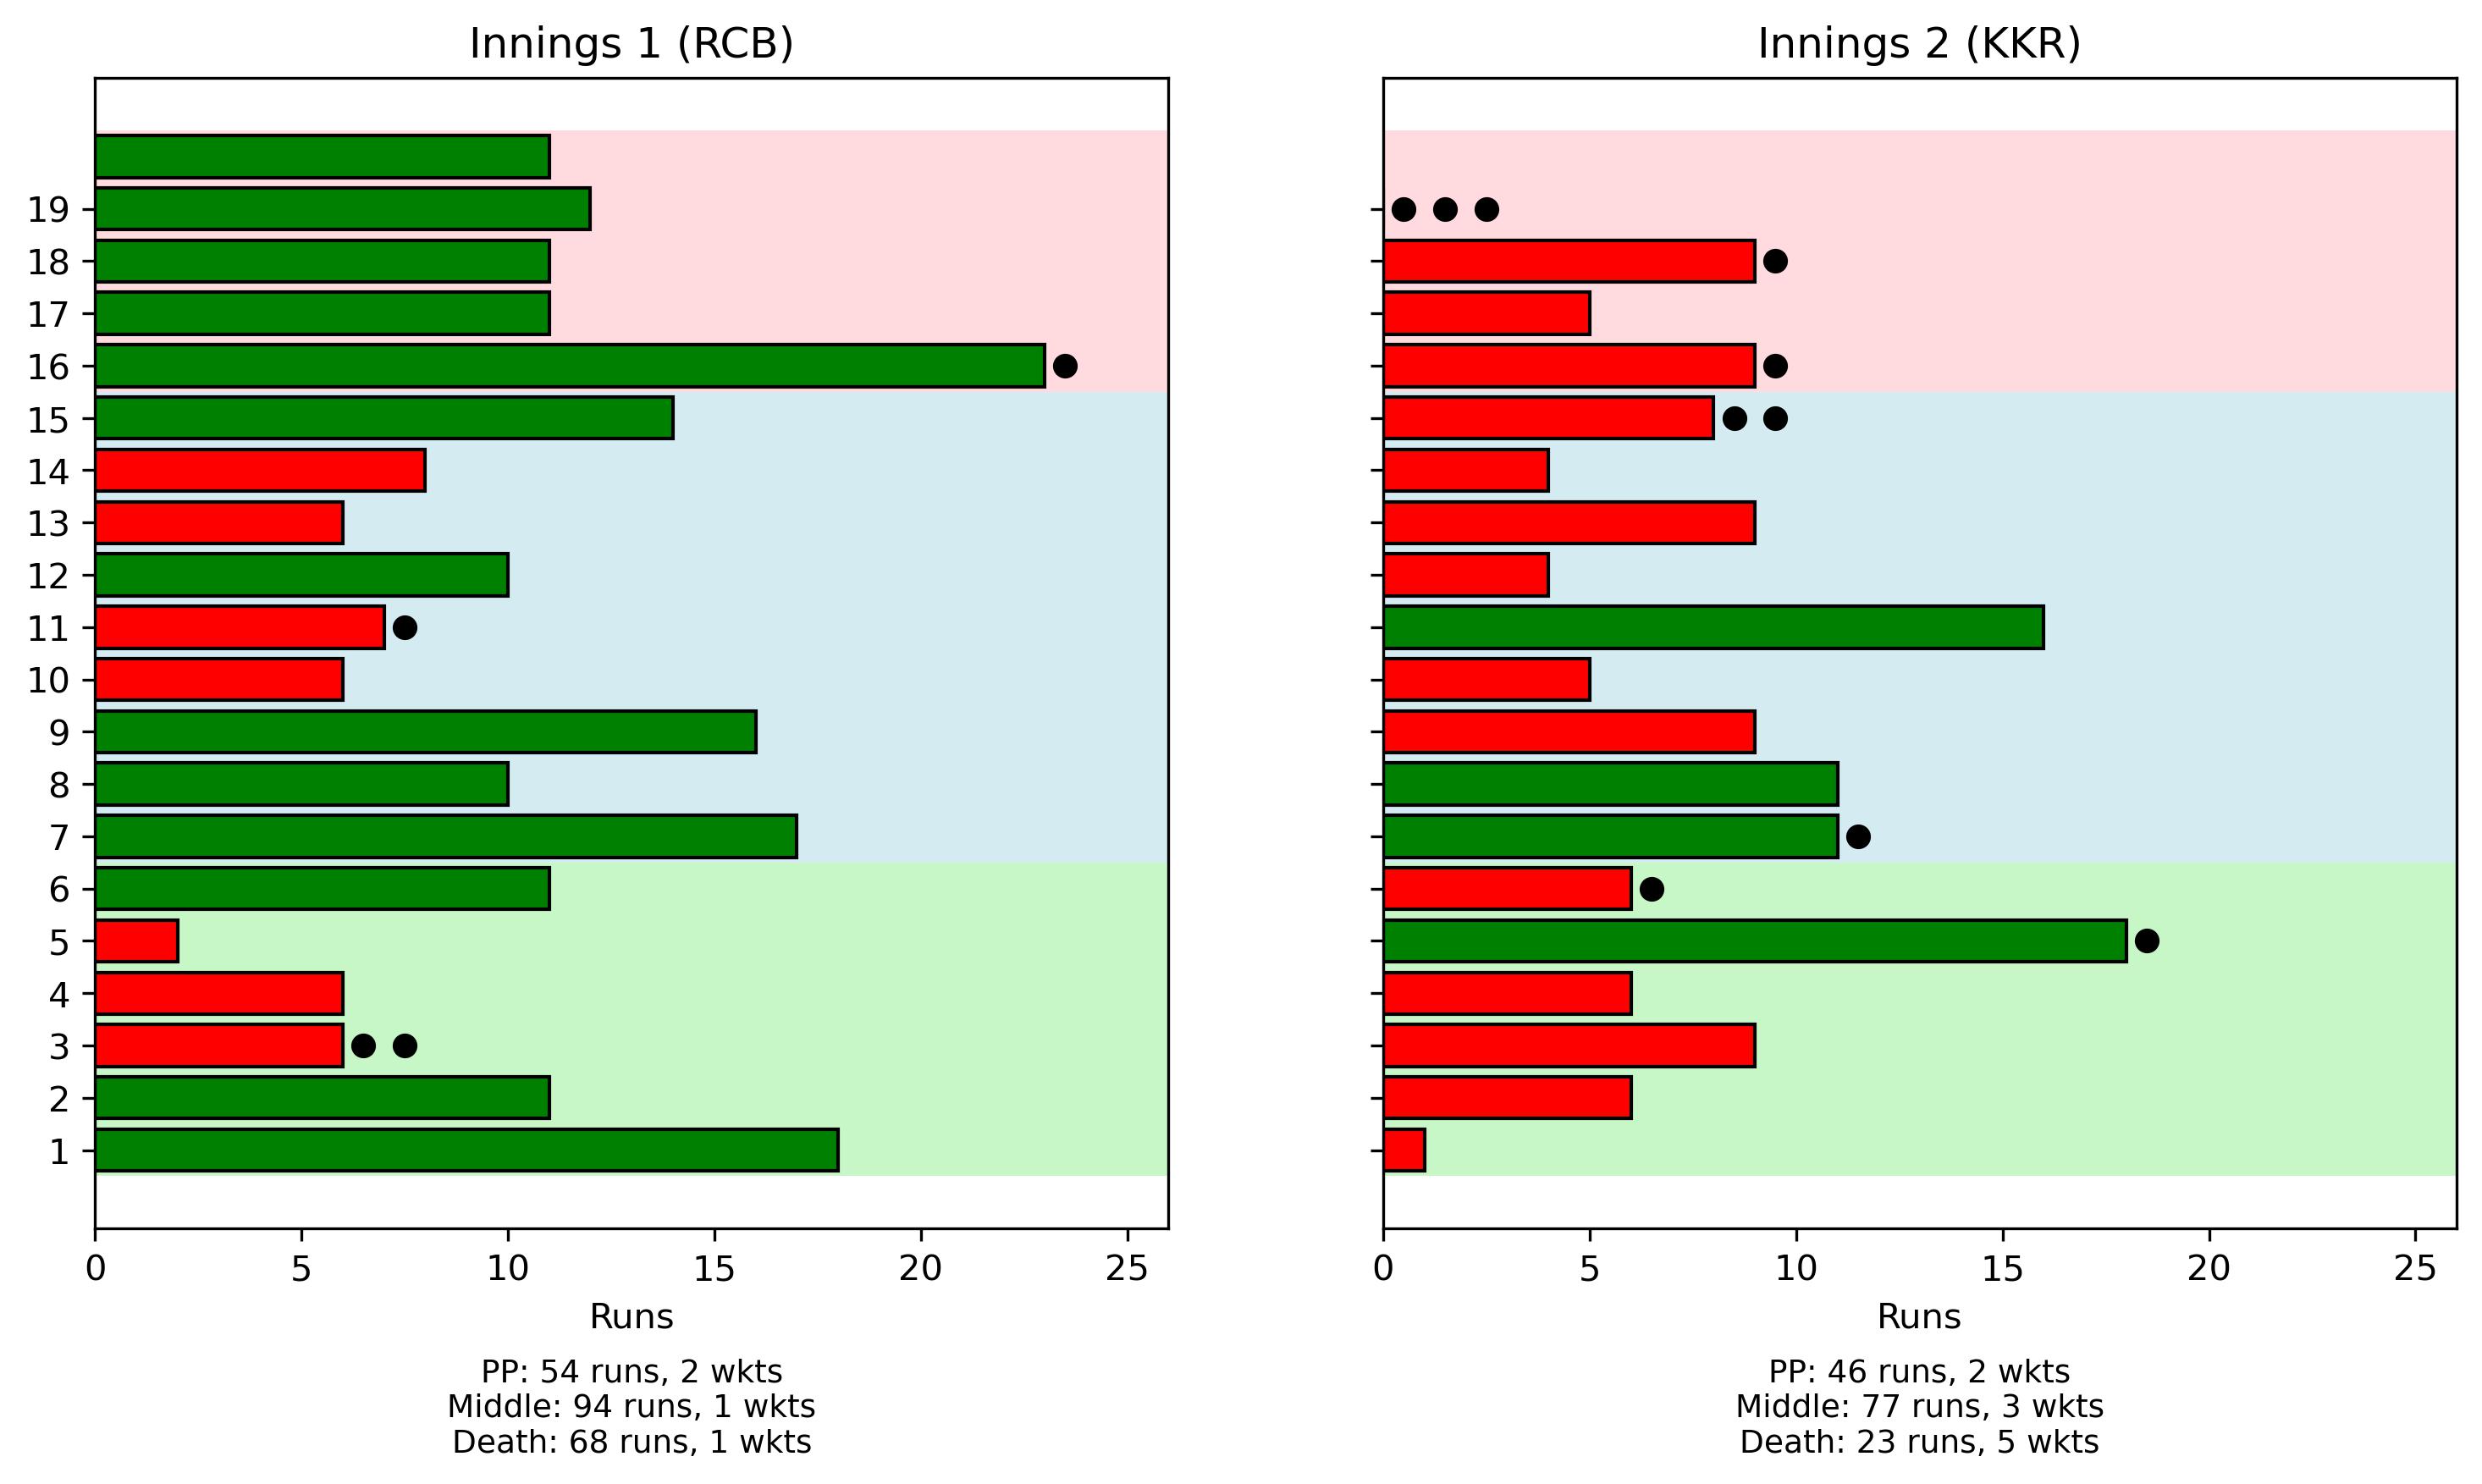 Innings 1 (RCB)
19
18
17
16
15
14
13
12
11
10
9
8
7
6
5
4
3
2
1
0 5 10 15 20 25
Runs
PP: 54 runs, 2 wkts
Middle: 94 runs, 1 wkts
Death: 68 runs, 1 wkts
Innings 2 (KKR)
0 5 10 15 20 25
Runs
PP: 46 runs, 2 wkts
Middle: 77 runs, 3 wkts
Death: 23 runs, 5 wkts